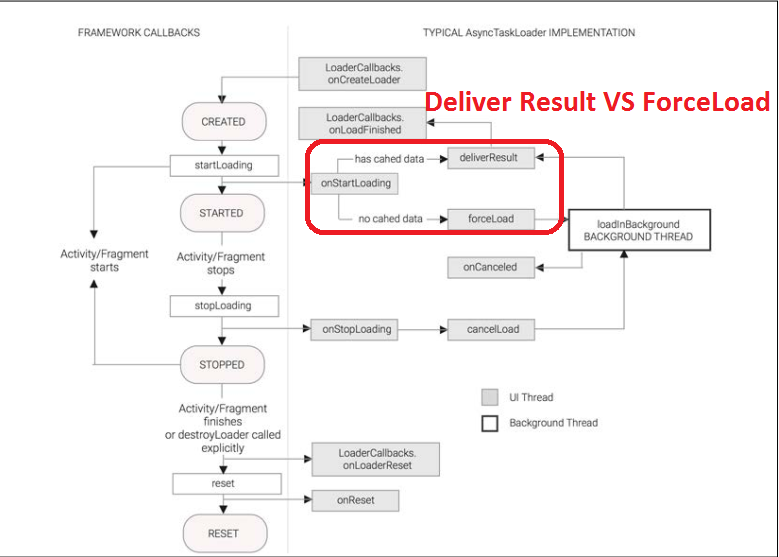 FRAMEWORK CALLBACKS
TYPICAL AsyncTaskLoader IMPLEMENTATION
LoaderCallbacks.
onCreateLoader
Deliver Result VS ForceLoad
CREATED
LoaderCallbacks.
onLoadFinished
startLoading
has cahed data
deliverResult
onStartLoading
STARTED
no cahed data
forceLoad
loadInBackground
BACKGROUND THREAD
Activity/Fragment
starts
Activity/Fragment
stops
onCanceled
stopLoading
onStopLoading
cancelLoad
STOPPED
UI Thread
Background Thread
Activity/Fragment
finishes
or destroyLoader called
explicitly
LoaderCallbacks.
onLoaderReset
reset
onReset
RESET